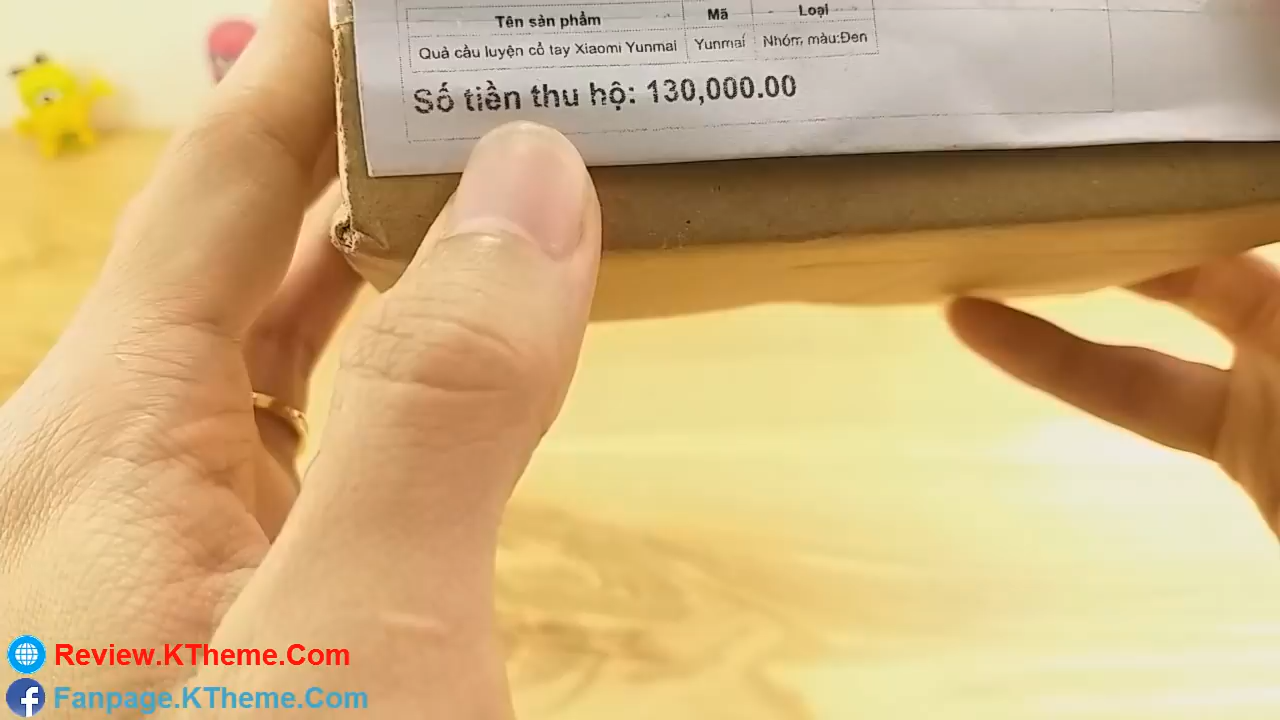 Tên sản phẩm Mã Loại
Quả cầu luyện cổ tay Xiaomi Yunmai Yunmai Nhóm màu:Đen
Số tiền thu hộ: 130,000.00
Review.KTheme.Com
Fanpage.KTheme.Com